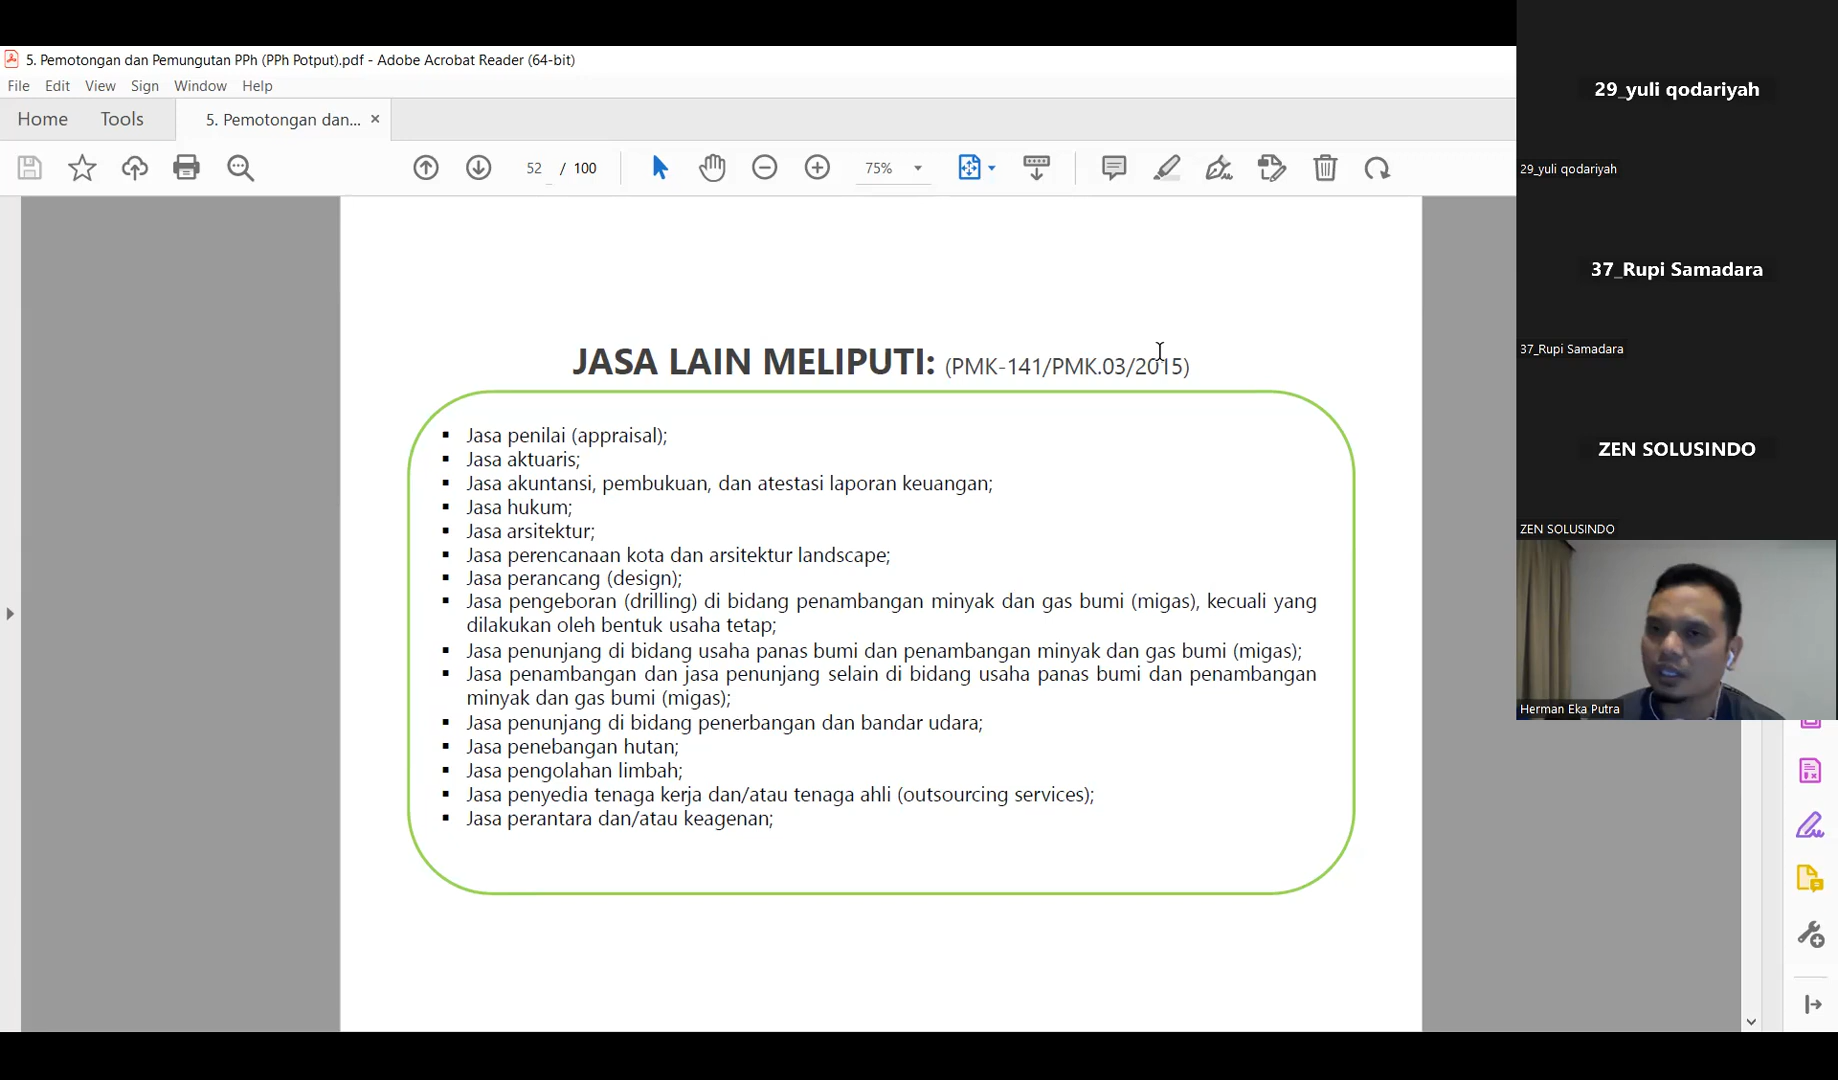 5. Pemotongan dan Pemungutan PPh (PPh Potput).pdf - Adobe Acrobat Reader (64-bit)
File Edit View Sign Window Help
Home Tools 5. Pemotongan dan... ×
52 / 100 75%
JASA LAIN MELIPUTI: (PMK-141/PMK.03/2015)
▪ Jasa penilai (appraisal);
▪ Jasa aktuaris;
▪ Jasa akuntansi, pembukuan, dan atestasi laporan keuangan;
▪ Jasa hukum;
▪ Jasa arsitektur;
▪ Jasa perencanaan kota dan arsitektur landscape;
▪ Jasa perancang (design);
▪ Jasa pengeboran (drilling) di bidang penambangan minyak dan gas bumi (migas), kecuali yang
dilakukan oleh bentuk usaha tetap;
▪ Jasa penunjang di bidang usaha panas bumi dan penambangan minyak dan gas bumi (migas);
▪ Jasa penambangan dan jasa penunjang selain di bidang usaha panas bumi dan penambangan
minyak dan gas bumi (migas);
▪ Jasa penunjang di bidang penerbangan dan bandar udara;
▪ Jasa penebangan hutan;
▪ Jasa pengolahan limbah;
▪ Jasa penyedia tenaga kerja dan/atau tenaga ahli (outsourcing services);
▪ Jasa perantara dan/atau keagenan;
29_yuli qodariyah
29_yuli qodariyah
37_Rupi Samadara
37_Rupi Samadara
ZEN SOLUSINDO
ZEN SOLUSINDO
Herman Eka Putra